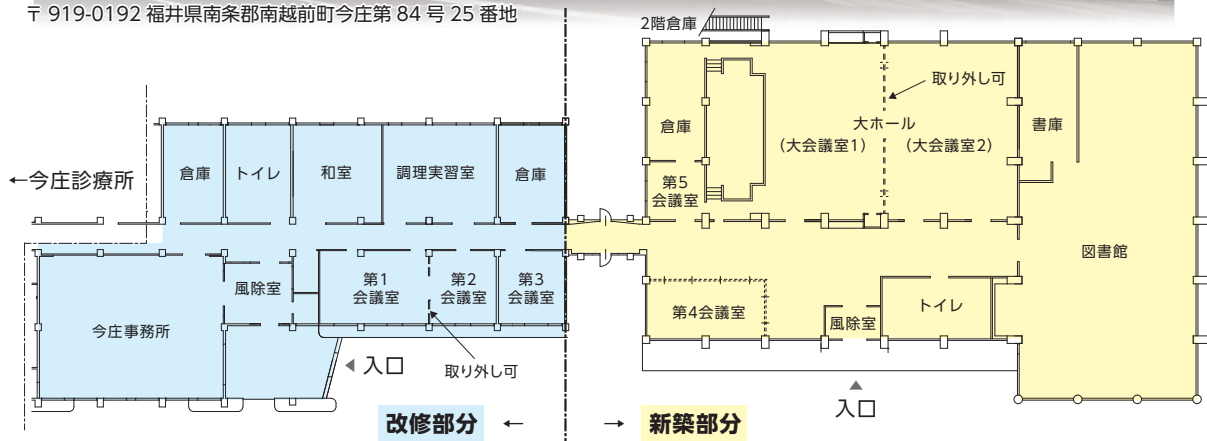 〒 919-0192 福井県南条郡南越前町今庄第 84 号 25 番地
2階倉庫
取り外し可
倉庫
大ホール
(大会議室1)
(大会議室2)
書庫
第5
会議室
図書館
第4会議室
風除室
トイレ
入口
←今庄診療所
倉庫
トイレ
和室
調理実習室
倉庫
風除室
第1
会議室
第2
会議室
第3
会議室
今庄事務所
入口
取り外し可
改修部分 ←
→ 新築部分